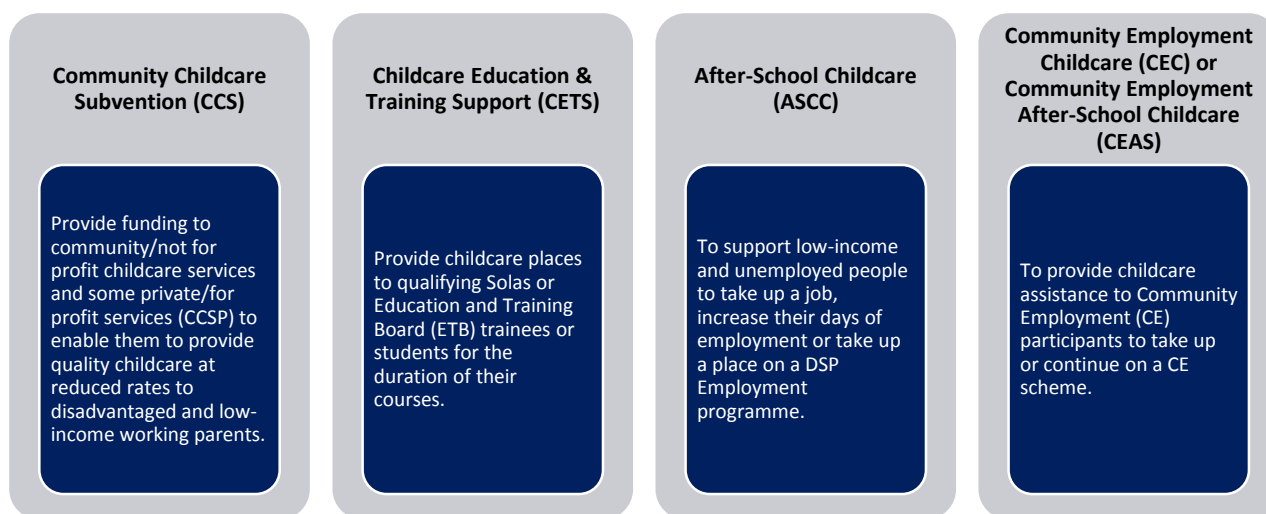 Community Childcare
Subvention (CCS)
Provide funding to
community/not for
profit childcare services
and some private/for
profit services (CCSP) to
enable them to provide
quality childcare at
reduced rates to
disadvantaged and low-
income working parents.
Childcare Education &
Training Support (CETS)
Provide childcare places
to qualifying Solas or
Education and Training
Board (ETB) trainees or
students for the
duration of their
courses.
After-School Childcare
(ASCC)
To support low-income
and unemployed people
to take up a job,
increase their days of
employment or take up
a place on a DSP
Employment
programme.
Community Employment
Childcare (CEC) or
Community Employment
After-School Childcare
(CEAS)
To provide childcare
assistance to Community
Employment (CE)
participants to take up
or continue on a CE
scheme.